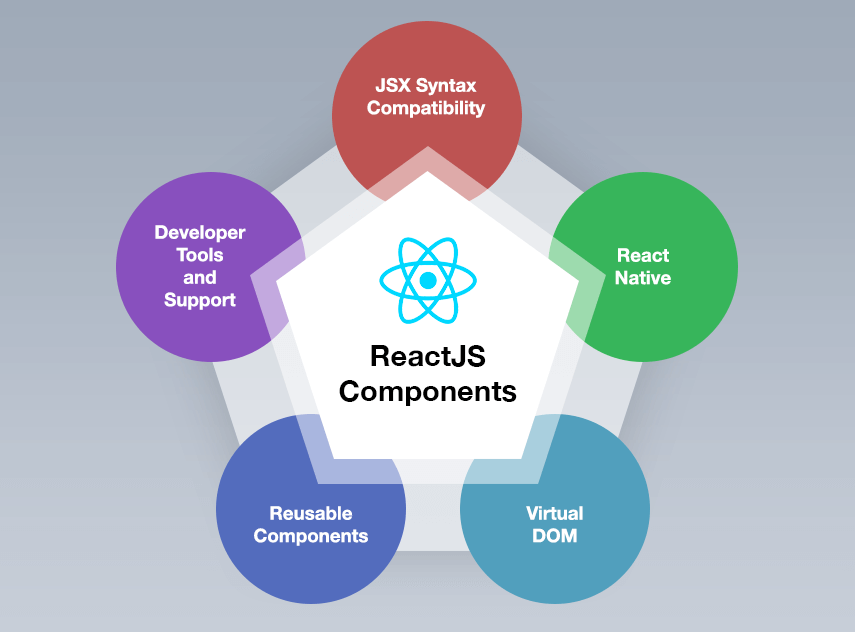 JSX Syntax
Compatibility
Developer
Tools
and
Support
React
Native
ReactJS
Components
Reusable
Components
Virtual
DOM